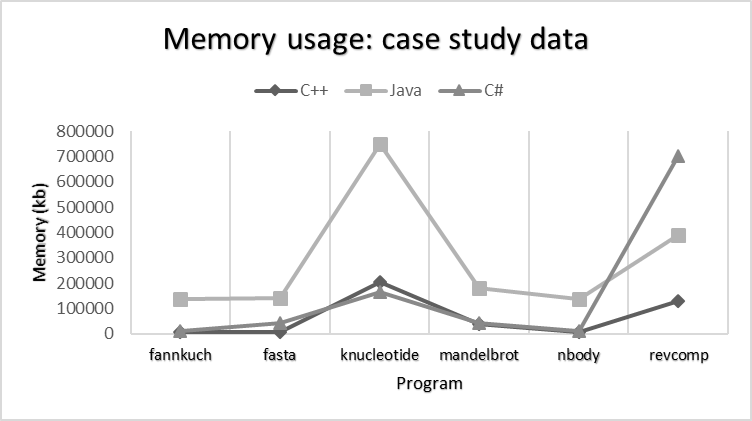 Memory usage: case study data
C++ Java C#
Memory (kb)
800000
700000
600000
500000
400000
300000
200000
100000
0
fannkuch fasta knucleotide mandelbrot nbody revcomp
Program